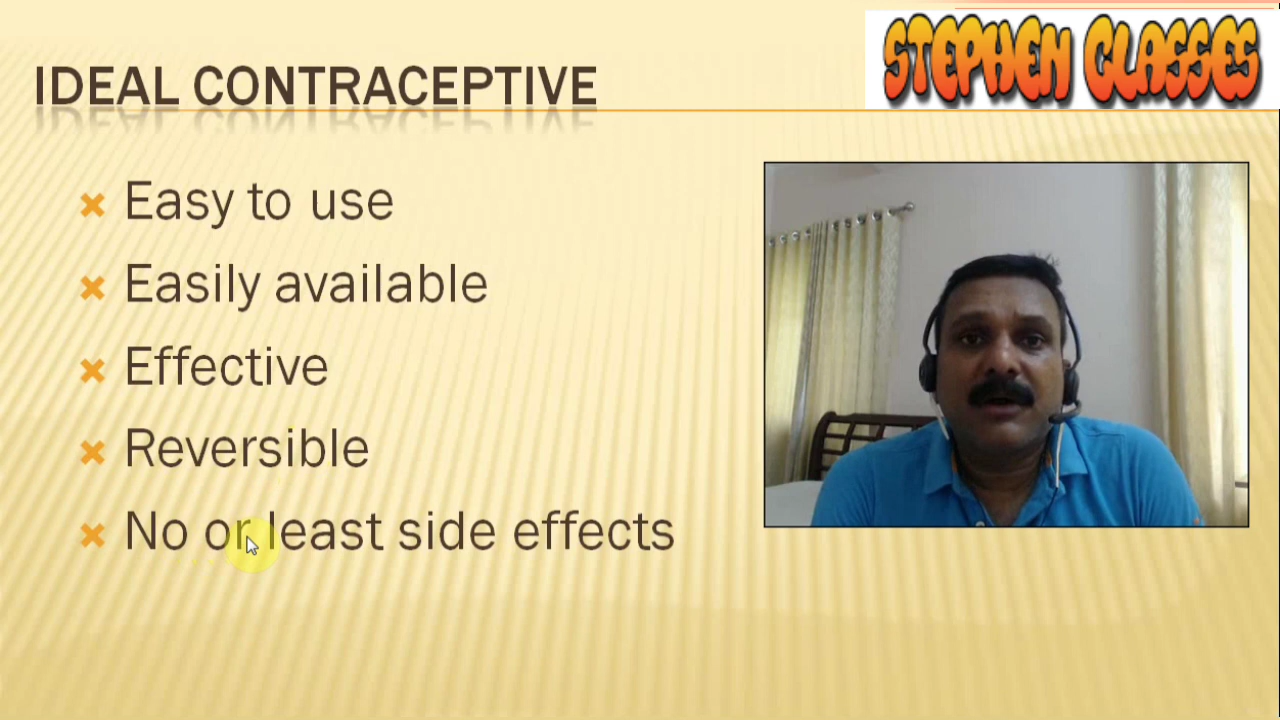 IDEAL CONTRACEPTIVE
STEPHEN CLASSES
Easy to use
Easily available
Effective
Reversible
No or least side effects